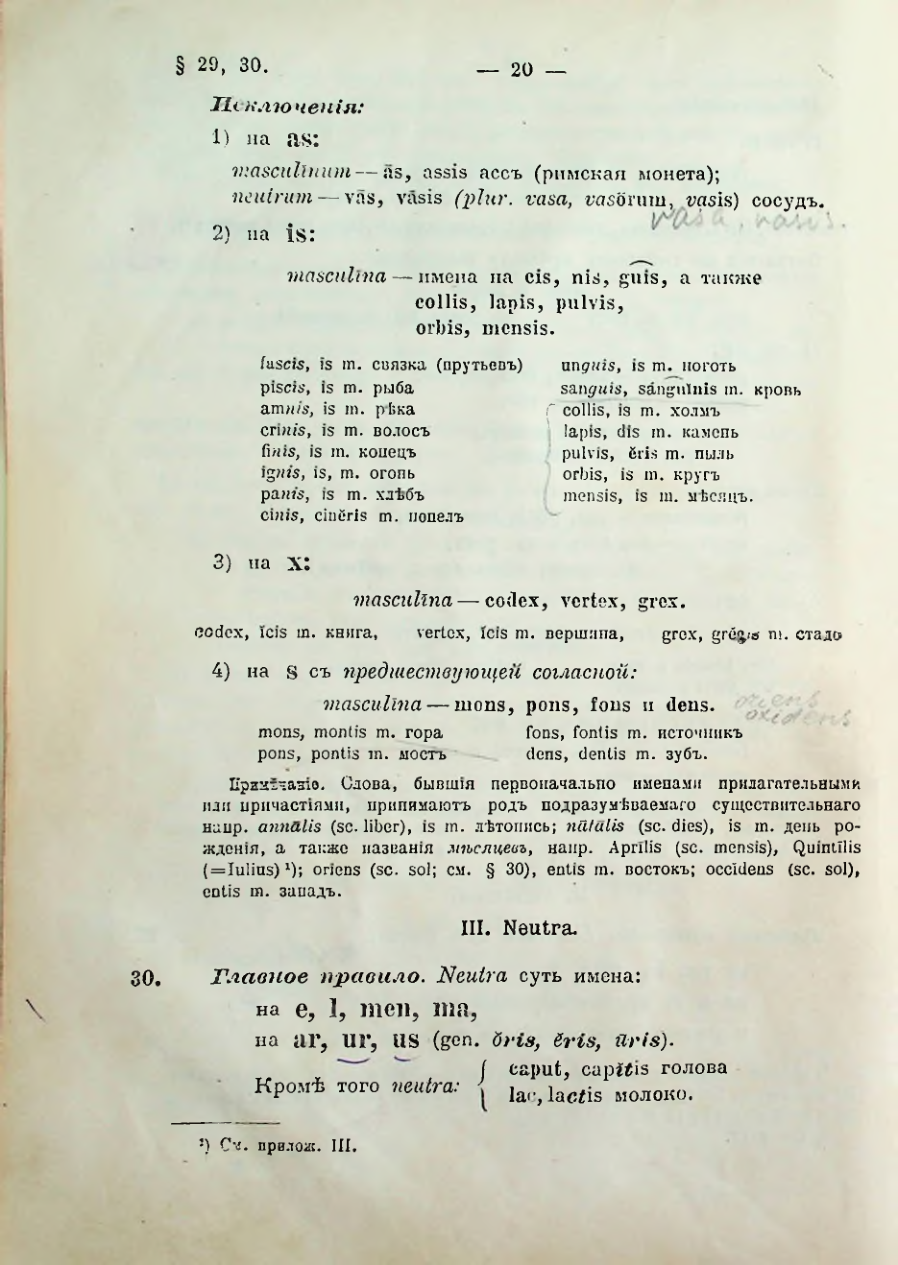 § 29, 30. — 20 —
Исключенія:
1) на as:
masculīnum — ās, assis ассъ (римская монета);
neutrum — vās, vāsis (plur. vasa, vasōrum, vasis) сосудъ.
vasa, vasis.
2) на is:
masculīna — имена на cis, nis, guis, а также
collis, lapis, pulvis,
orbis, mensis.
fascis, is m. связка (прутьевъ)
piscis, is m. рыба
amnis, is m. рѣка
crinis, is m. волосъ
finis, is m. конецъ
ignis, is, m. огонь
panis, is m. хлѣбъ
cinis, cinĕris m. пепелъ
unguis, is m. ноготь
sanguis, sánguĭnis m. кровь
collis, is m. холмъ
lapis, dis m. камень
pulvis, ĕris m. пыль
orbis, is m. кругъ
mensis, is m. мѣсяцъ.
3) на x:
masculīna — codex, vertex, grex.
codex, ĭcis m. книга, vertex, ĭcis m. вершина, grex, grĕgis m. стадо
4) на s съ предшествующей согласной:
masculīna — mons, pons, fons и dens.
oriens
oxidens
mons, montis m. гора fons, fontis m. источникъ
pons, pontis m. мостъ dens, dentis m. зубъ.
Примѣчаніе. Слова, бывшія первоначально именами прилагательными
или причастіями, принимаютъ родъ подразумѣваемаго существительнаго
напр. annālis (sc. liber), is m. лѣтопись; nātālis (sc. dies), is m. день ро-
жденія, а также названія мѣсяцевъ, напр. Aprīlis (sc. mensis), Quintīlis
(=Iulius) ¹); oriens (sc. sol; см. § 30), entis m. востокъ; occĭdens (sc. sol),
entis m. западъ.
III. Neutra.
30. Главное правило. Neutra суть имена:
на e, l, men, ma,
на ar, ur, us (gen. ŏris, ĕris, ūris).
Кромѣ того neutra: { caput, capĭtis голова
lac, lactis молоко.
¹) См. прилож. III.